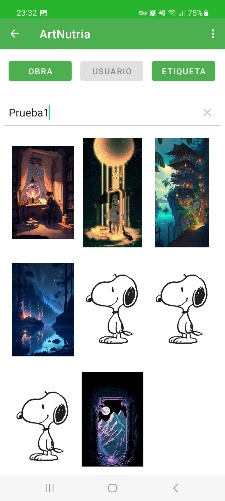 23:32 75%
ArtNutria
OBRA USUARIO ETIQUETA
Prueba1